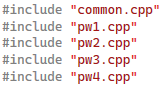 #include "common.cpp"
#include "pw1.cpp"
#include "pw2.cpp"
#include "pw3.cpp"
#include "pw4.cpp"